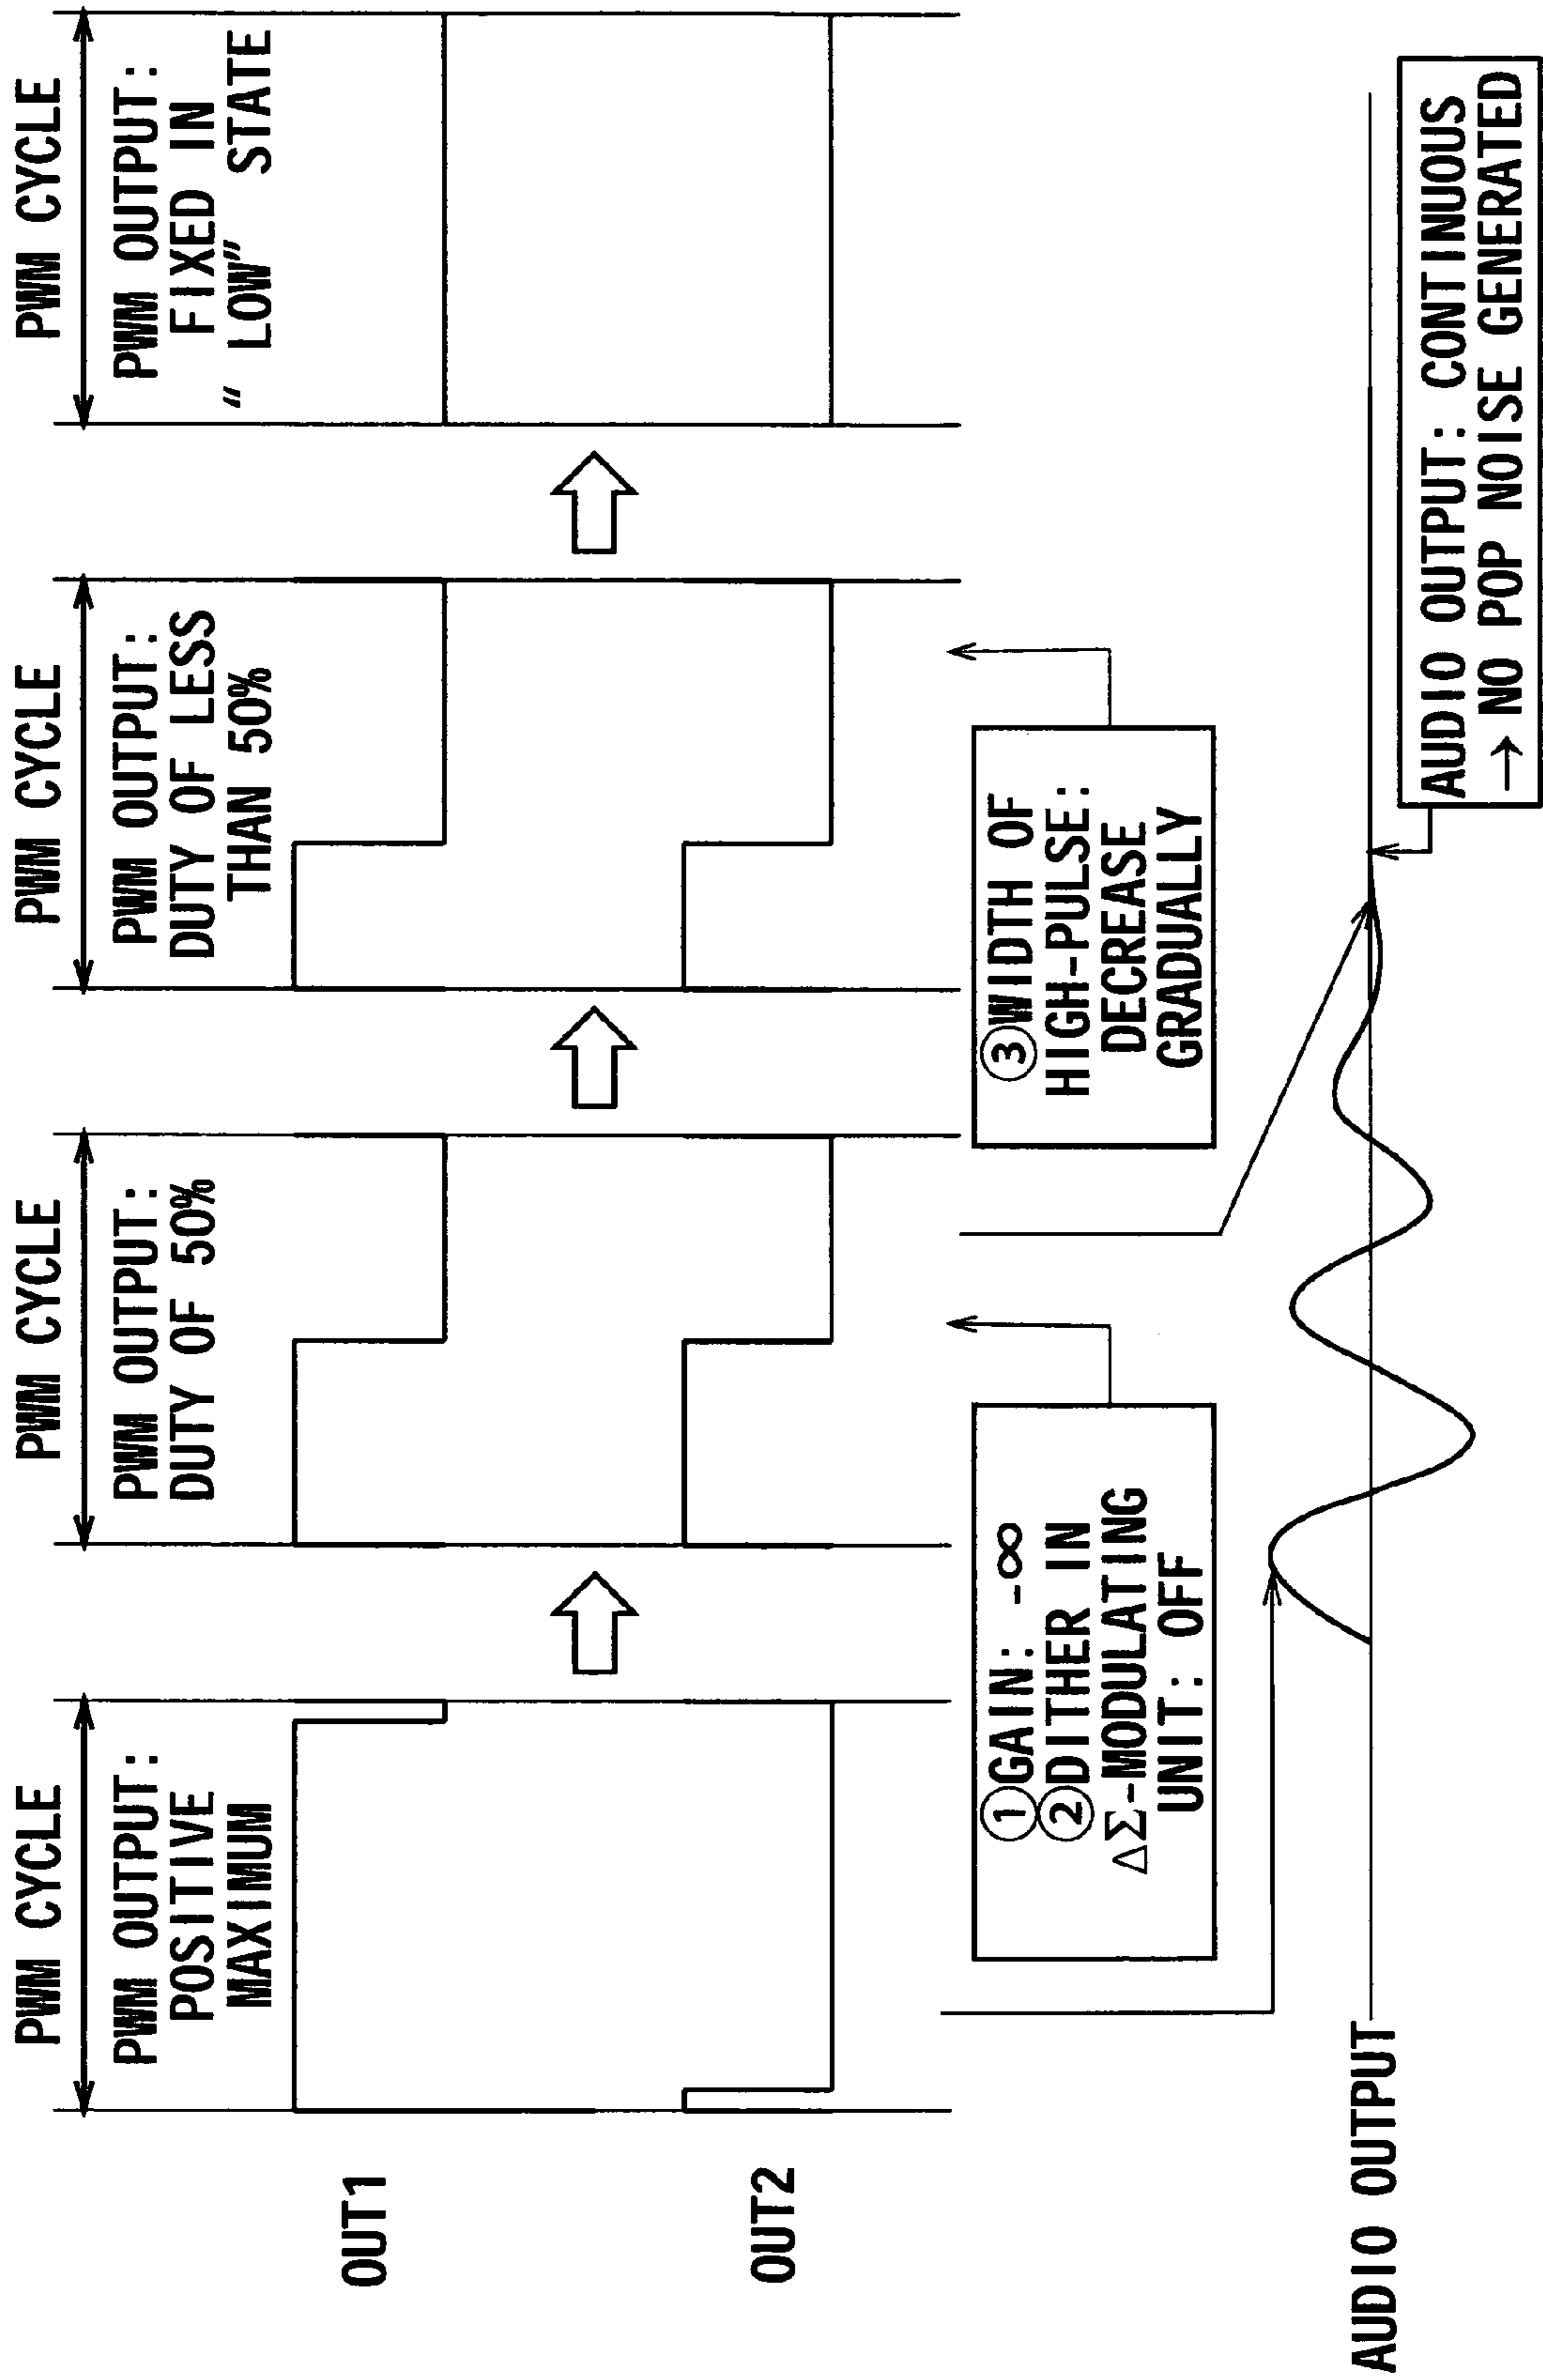 PWM CYCLE
PWM OUTPUT:
POSITIVE
MAXIMUM
PWM CYCLE
PWM OUTPUT:
DUTY OF 50%
PWM CYCLE
PWM OUTPUT:
DUTY OF LESS
THAN 50%
PWM CYCLE
PWM OUTPUT:
FIXED IN
“ LOW” STATE
OUT1
OUT2
①GAIN: -∞
②DITHER IN
ΔΣ-MODULATING
UNIT: OFF
③WIDTH OF
HIGH-PULSE:
DECREASE
GRADUALLY
AUDIO OUTPUT
AUDIO OUTPUT: CONTINUOUS
→ NO POP NOISE GENERATED